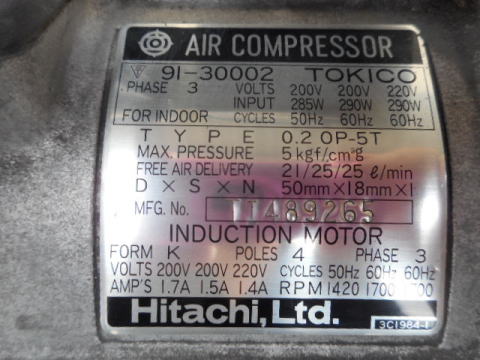 AIR COMPRESSOR
▽ 91-30002 TOKICO
PHASE 3 VOLTS 200V 200V 220V
INPUT 285W 290W 290W
FOR INDOOR CYCLES 50Hz 60Hz 60Hz
TYPE 0.2 OP-5T
MAX. PRESSURE 5kgf/cm²g
FREE AIR DELIVERY 21/25/25 ℓ/min
D×S×N 50mm×18mm×1
MFG. No. TT489265
INDUCTION MOTOR
FORM K POLES 4 PHASE 3
VOLTS 200V 200V 220V CYCLES 50Hz 60Hz 60Hz
AMP'S 1.7A 1.5A 1.4A RPM 1420 1700 1700
Hitachi, Ltd.
3C1984-1